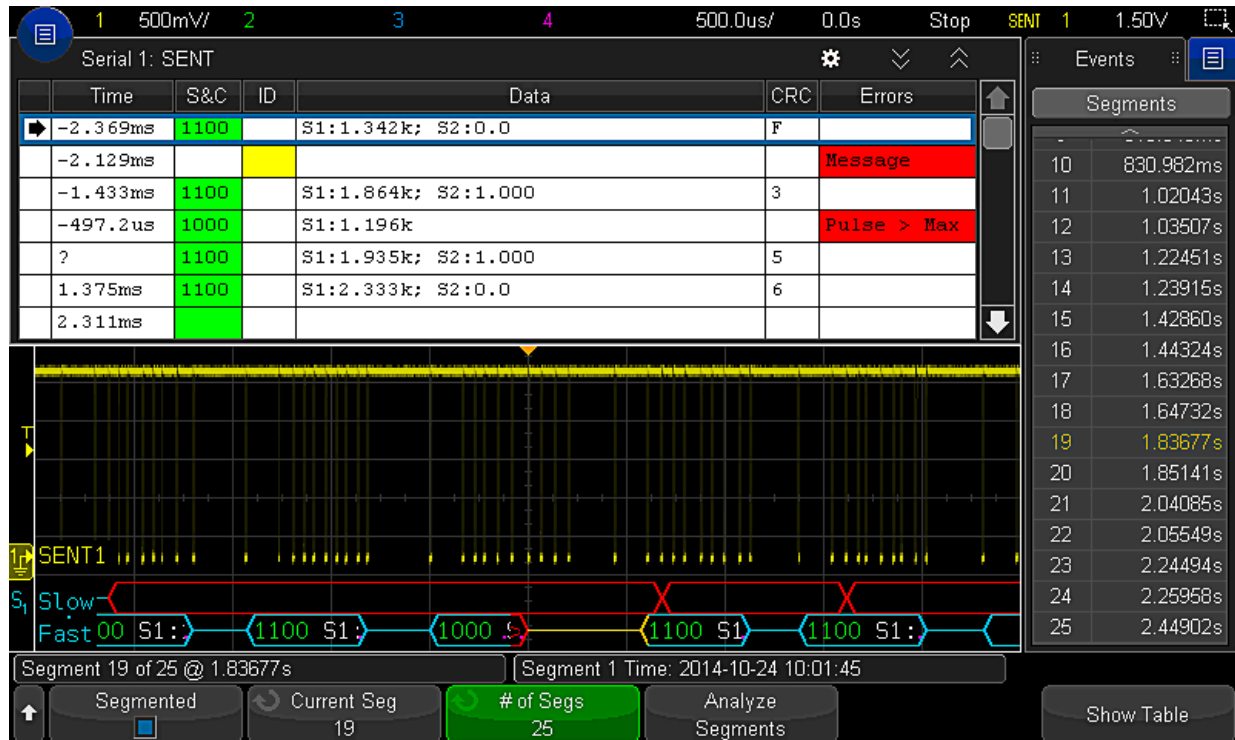 1 500mV/ 2 3 4 500.0us/ 0.0s Stop SENT 1 1.50V
Serial 1: SENT
Time S&C ID Data CRC Errors
-2.369ms 1100 S1:1.342k; S2:0.0 F
-2.129ms Message
-1.433ms 1100 S1:1.864k; S2:1.000 3
-497.2us 1000 S1:1.196k Pulse > Max
? 1100 S1:1.935k; S2:1.000 5
1.375ms 1100 S1:2.333k; S2:0.0 6
2.311ms
Events
Segments
10 830.982ms
11 1.02043s
12 1.03507s
13 1.22451s
14 1.23915s
15 1.42860s
16 1.44324s
17 1.63268s
18 1.64732s
19 1.83677s
20 1.85141s
21 2.04085s
22 2.05549s
23 2.24494s
24 2.25958s
25 2.44902s
T
1 SENT1
S1 Slow
Fast 00 S1: 1100 S1: 1000 1100 S1 1100 S1:
Segment 19 of 25 @ 1.83677s
Segment 1 Time: 2014-10-24 10:01:45
Segmented
Current Seg
19
# of Segs
25
Analyze
Segments
Show Table